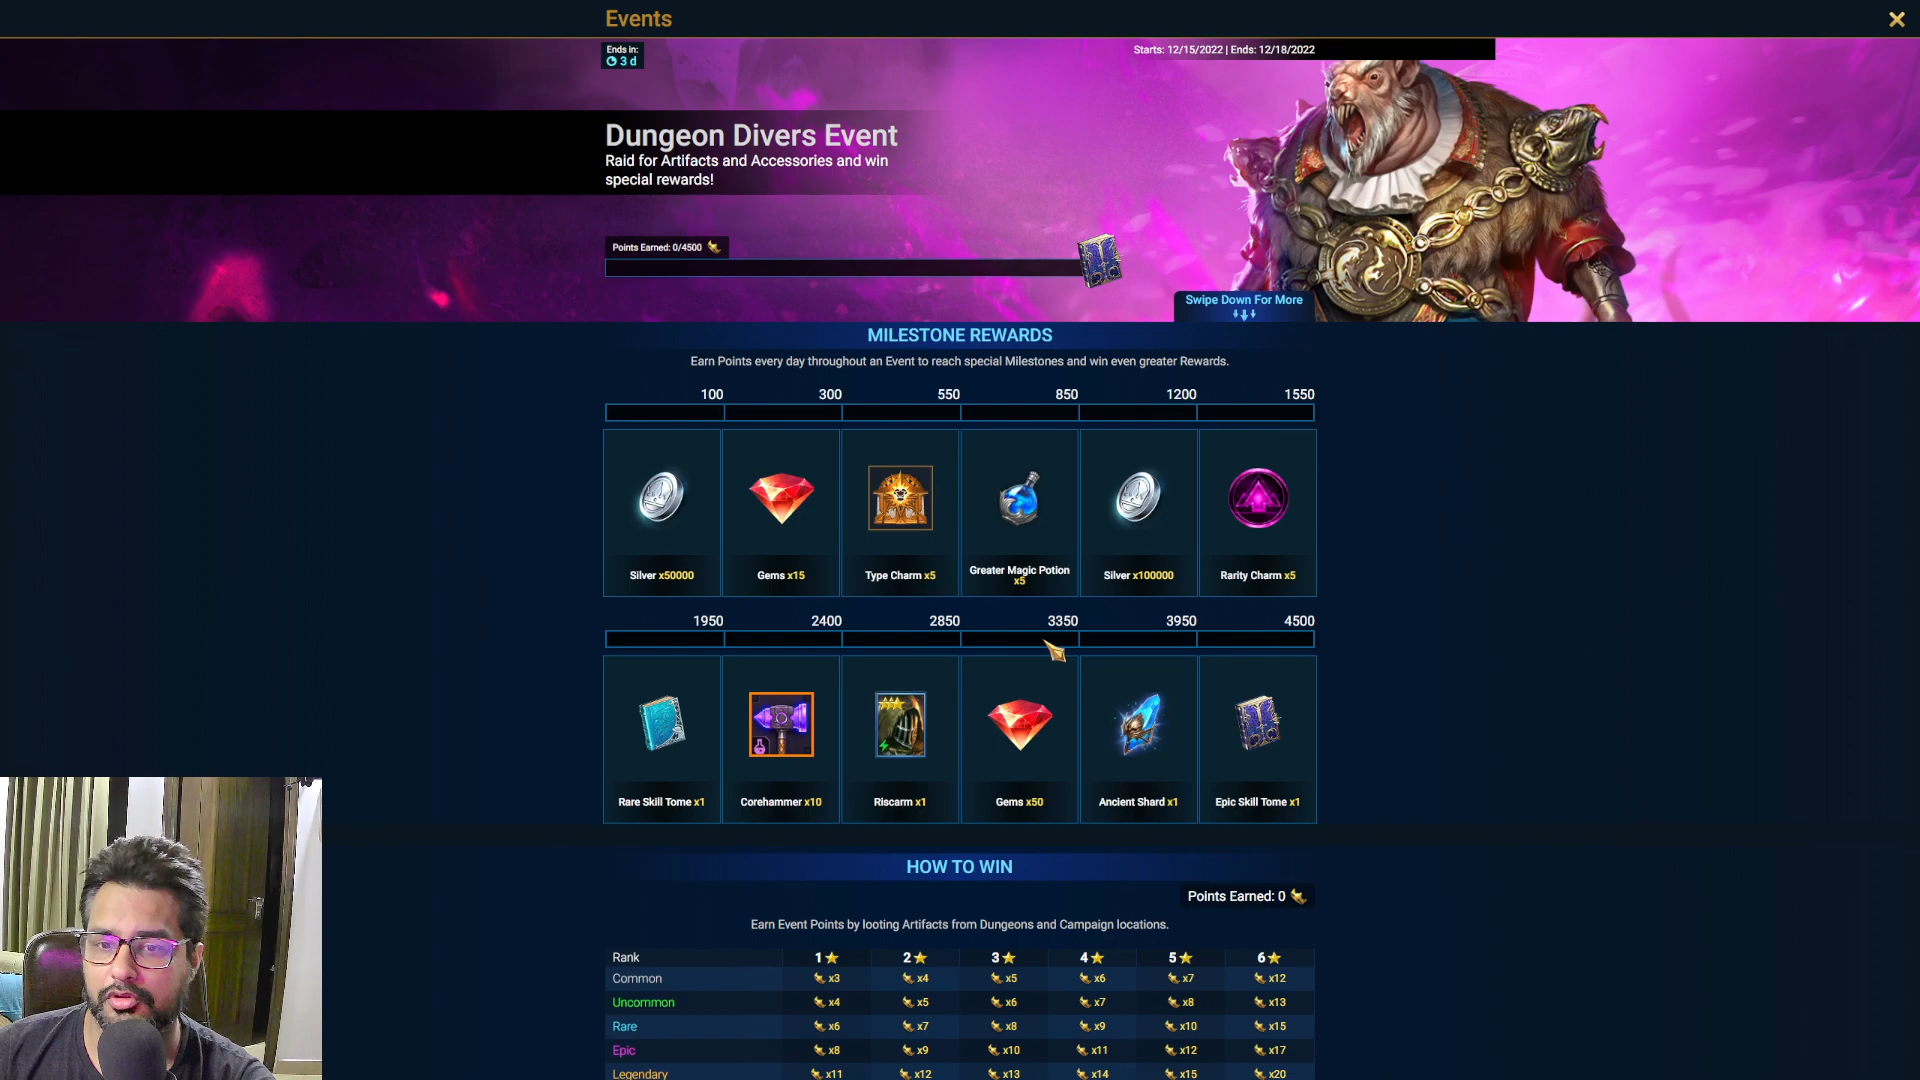 Events
Ends in:
3 d
Starts: 12/15/2022 | Ends: 12/18/2022
Dungeon Divers Event
Raid for Artifacts and Accessories and win
special rewards!
Points Earned: 0/4500
Swipe Down For More
MILESTONE REWARDS
Earn Points every day throughout an Event to reach special Milestones and win even greater Rewards.
100 300 550 850 1200 1550
Silver x50000 Gems x15 Type Charm x5 Greater Magic Potion x5 Silver x100000 Rarity Charm x5
1950 2400 2850 3350 3950 4500
Rare Skill Tome x1 Corehammer x10 Riscarm x1 Gems x50 Ancient Shard x1 Epic Skill Tome x1
HOW TO WIN
Points Earned: 0
Earn Event Points by looting Artifacts from Dungeons and Campaign locations.
Rank 1 2 3 4 5 6
Common x3 x4 x5 x6 x7 x12
Uncommon x4 x5 x6 x7 x8 x13
Rare x6 x7 x8 x9 x10 x15
Epic x8 x9 x10 x11 x12 x17
Legendary x11 x12 x13 x14 x15 x20